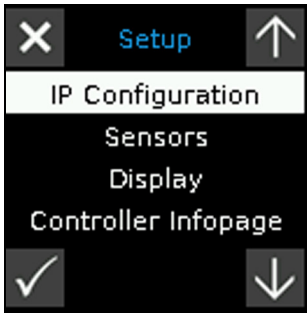 Setup
IP Configuration
Sensors
Display
Controller Infopage